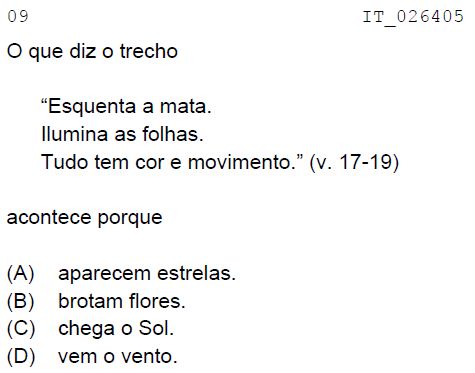 09 IT_026405
O que diz o trecho
“Esquenta a mata.
Ilumina as folhas.
Tudo tem cor e movimento.” (v. 17-19)
acontece porque
(A) aparecem estrelas.
(B) brotam flores.
(C) chega o Sol.
(D) vem o vento.